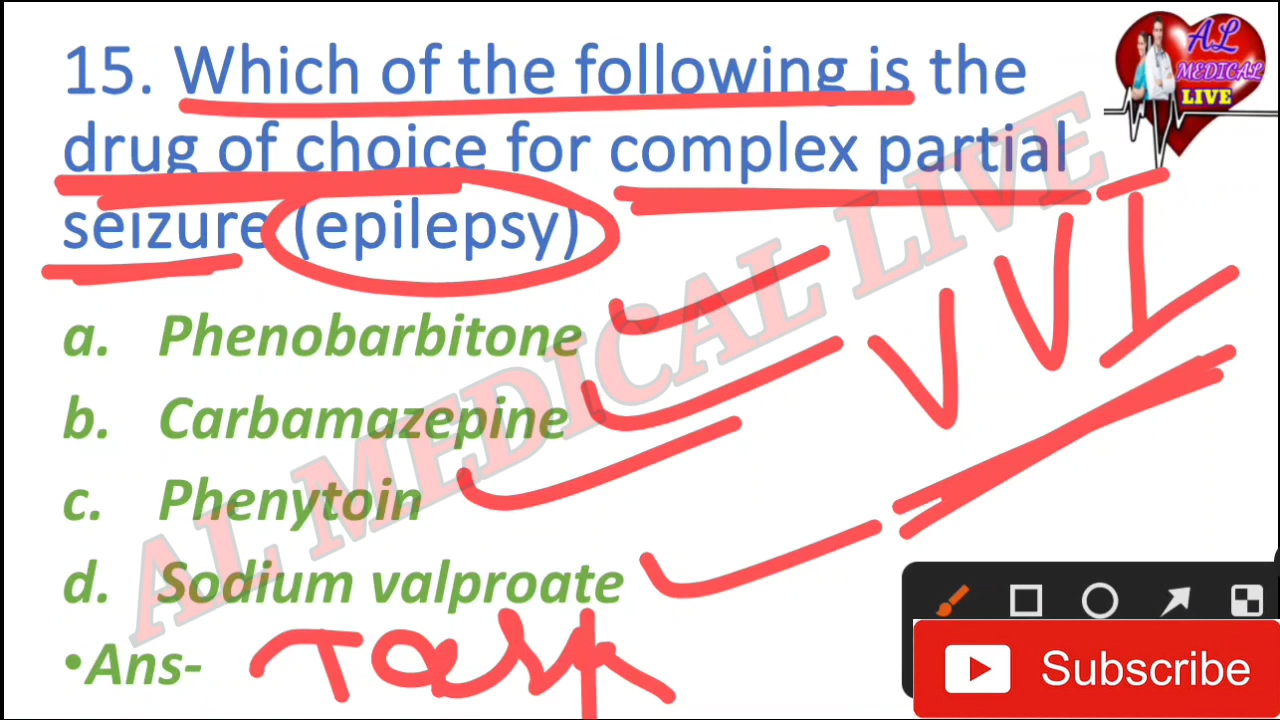 15. Which of the following is the
drug of choice for complex partial
seizure (epilepsy)
a. Phenobarbitone
b. Carbamazepine
c. Phenytoin
d. Sodium valproate
•Ans- Task
VVI
AL
MEDICAL
LIVE
AL MEDICAL LIVE
Subscribe